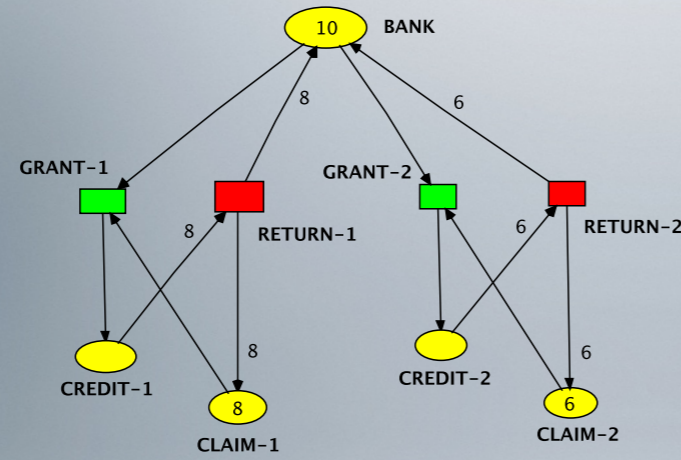 10 BANK
8
6
GRANT-1
GRANT-2
8
RETURN-1
6
RETURN-2
8
6
CREDIT-1
CREDIT-2
8
6
CLAIM-1
CLAIM-2